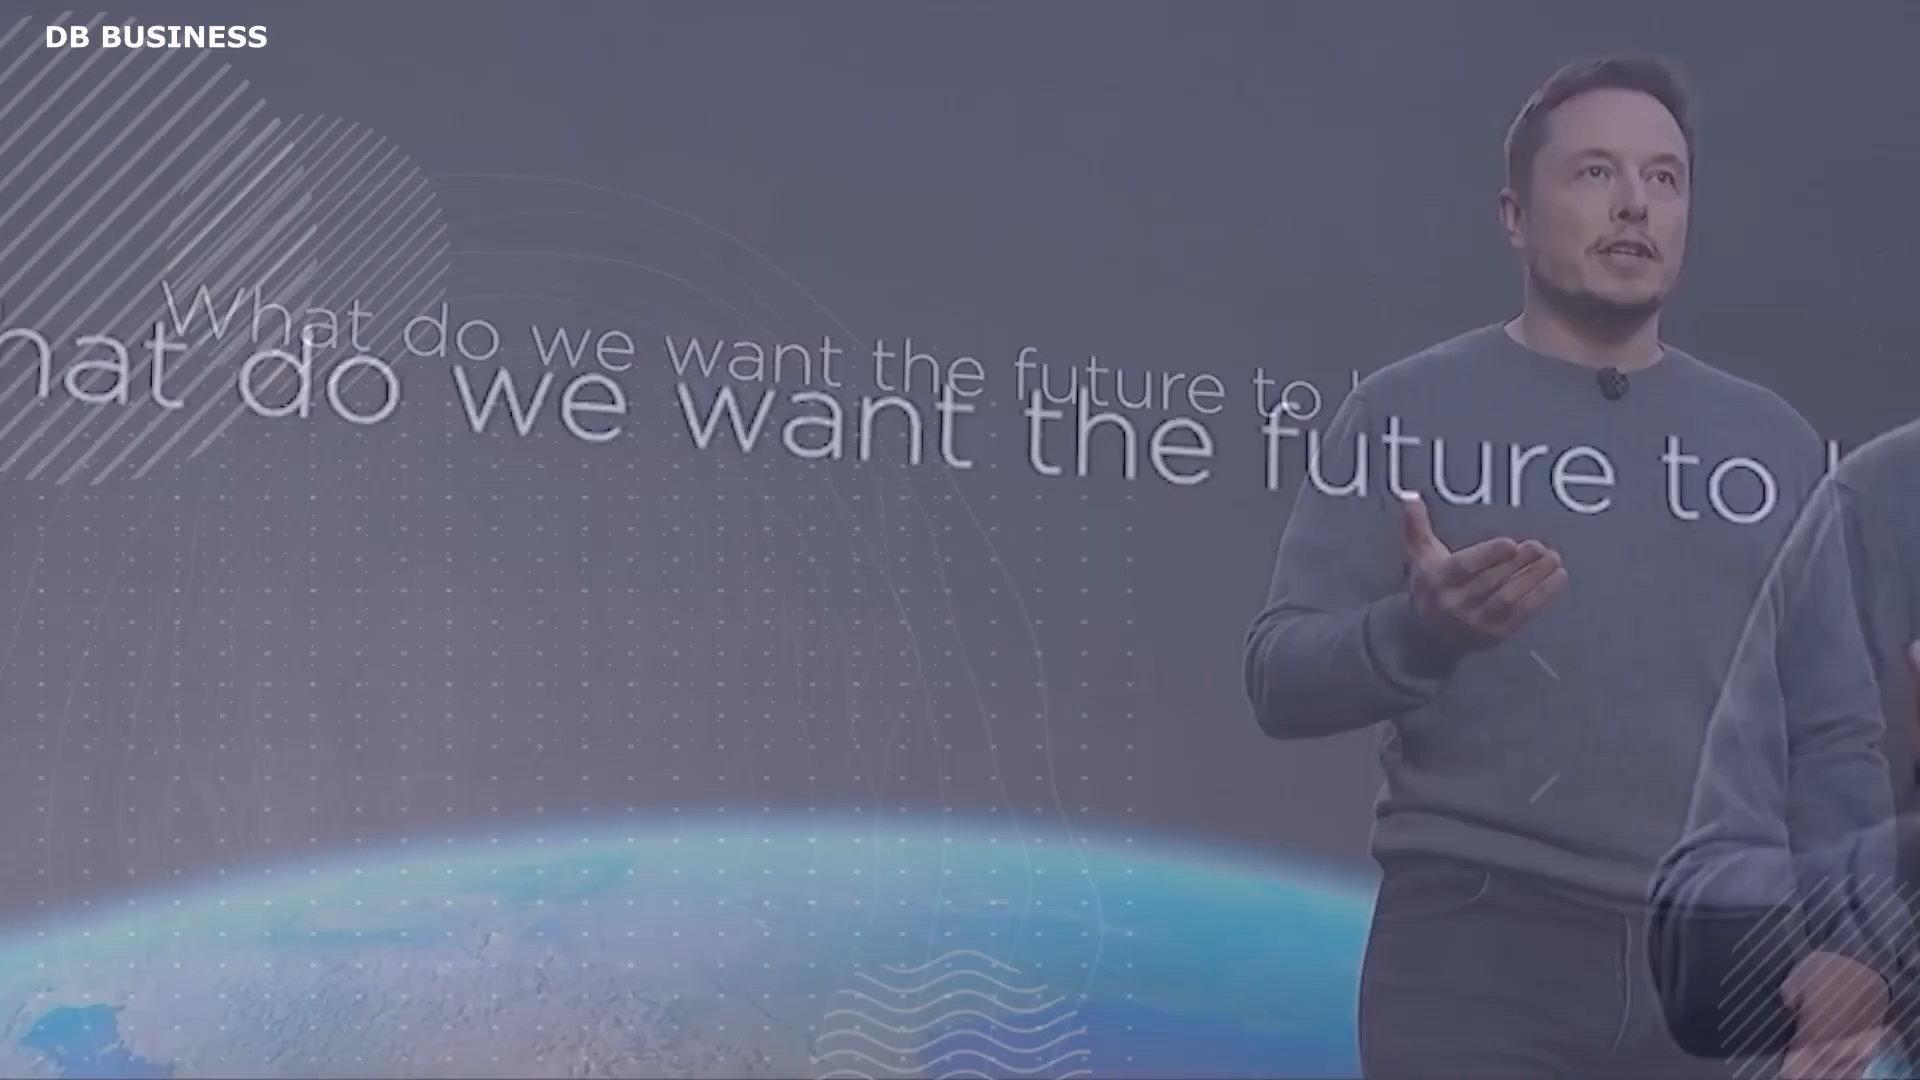 DB BUSINESS
What do we want the future to
hat do we want the future to